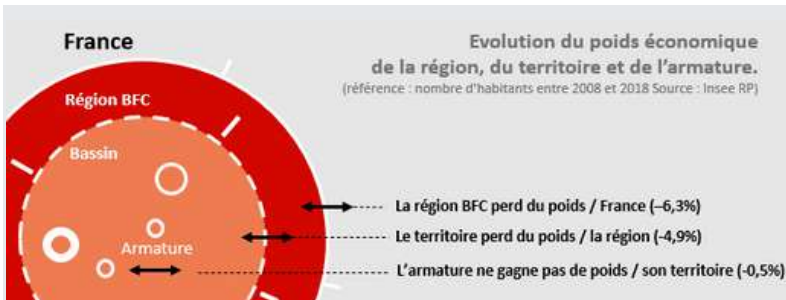 France
Evolution du poids économique
de la région, du territoire et de l'armature.
(référence : nombre d'habitants entre 2008 et 2018 Source : Insee RP)
Région BFC
Bassin
Armature
La région BFC perd du poids / France (–6,3%)
Le territoire perd du poids / la région (-4,9%)
L'armature ne gagne pas de poids / son territoire (-0,5%)